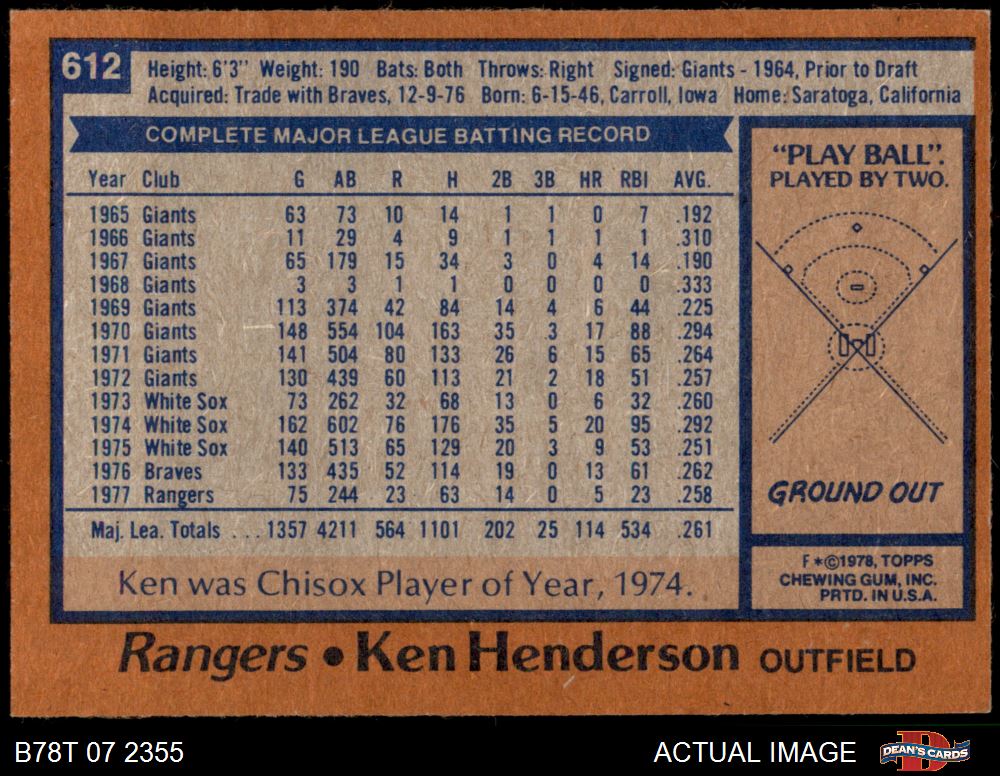 612
Height: 6'3" Weight: 190 Bats: Both Throws: Right Signed: Giants - 1964, Prior to Draft
Acquired: Trade with Braves, 12-9-76 Born: 6-15-46, Carroll, Iowa Home: Saratoga, California
COMPLETE MAJOR LEAGUE BATTING RECORD
Year Club G AB R H 2B 3B HR RBI AVG.
1965 Giants 63 73 10 14 1 1 0 7 .192
1966 Giants 11 29 4 9 1 1 1 1 .310
1967 Giants 65 179 15 34 3 0 4 14 .190
1968 Giants 3 3 1 1 0 0 0 0 .333
1969 Giants 113 374 42 84 14 4 6 44 .225
1970 Giants 148 554 104 163 35 3 17 88 .294
1971 Giants 141 504 80 133 26 6 15 65 .264
1972 Giants 130 439 60 113 21 2 18 51 .257
1973 White Sox 73 262 32 68 13 0 6 32 .260
1974 White Sox 162 602 76 176 35 5 20 95 .292
1975 White Sox 140 513 65 129 20 3 9 53 .251
1976 Braves 133 435 52 114 19 0 13 61 .262
1977 Rangers 75 244 23 63 14 0 5 23 .258
Maj. Lea. Totals ... 1357 4211 564 1101 202 25 114 534 .261
Ken was Chisox Player of Year, 1974.
"PLAY BALL".
PLAYED BY TWO.
GROUND OUT
F*©1978, TOPPS
CHEWING GUM, INC.
PRTD. IN U.S.A.
Rangers • Ken Henderson OUTFIELD
B78T 07 2355
ACTUAL IMAGE
D
DEAN'S CARDS